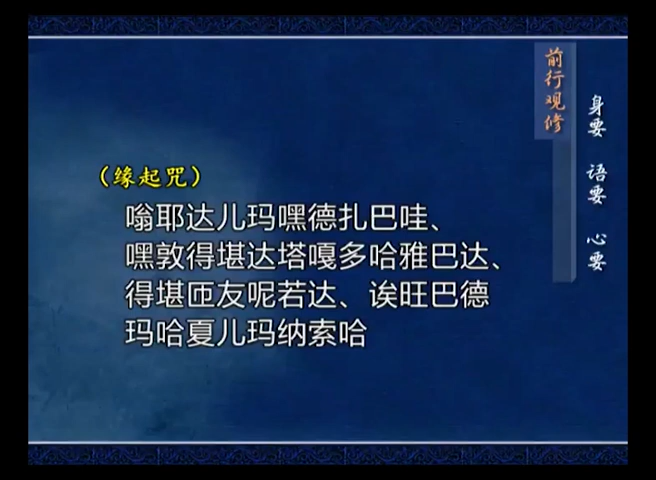 前行观修
身要 语要 心要
（缘起咒）
嗡耶达儿玛嘿德扎巴哇、
嘿敦得堪达塔嘎多哈雅巴达、
得堪匝友呢若达、诶旺巴德
玛哈夏儿玛纳索哈